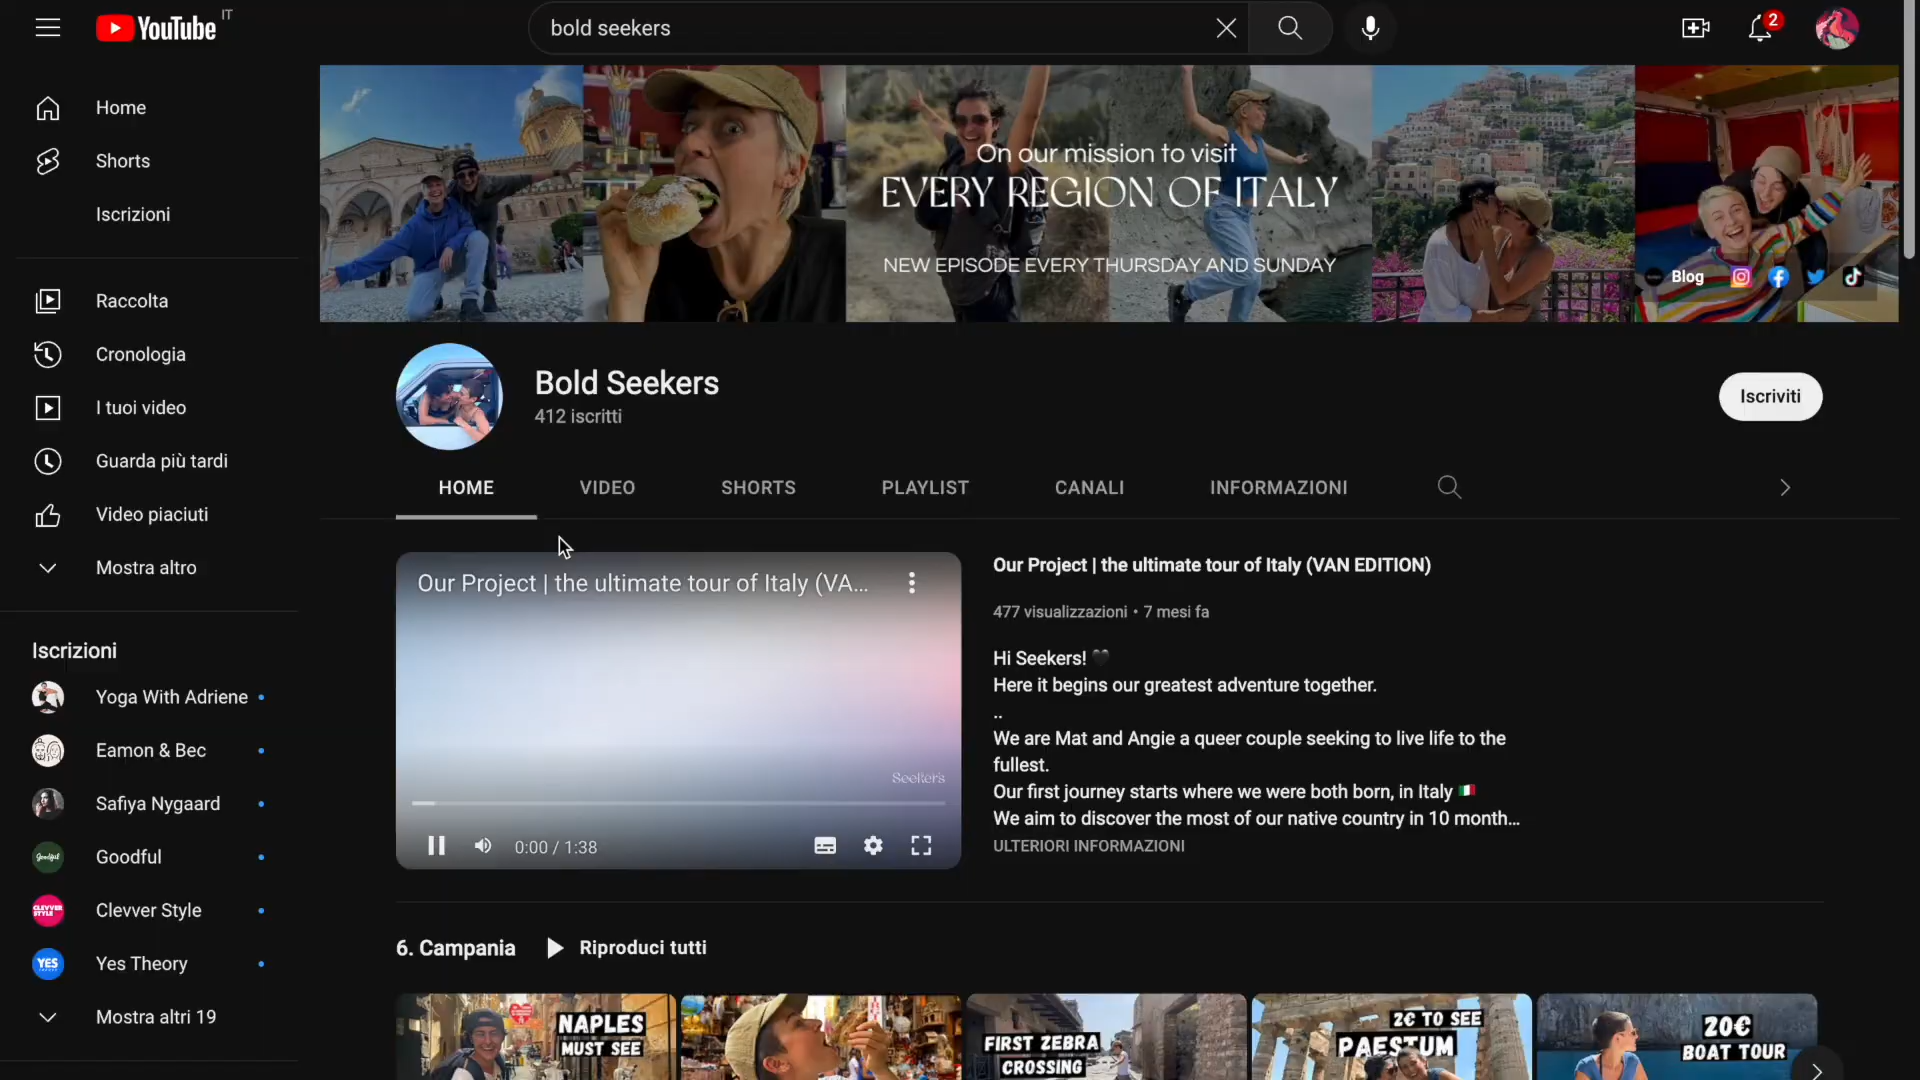 YouTube IT
bold seekers
2
Home
Shorts
Iscrizioni
Raccolta
Cronologia
I tuoi video
Guarda più tardi
Video piaciuti
Mostra altro
Iscrizioni
Yoga With Adriene
Eamon & Bec
Safiya Nygaard
Goodful
Clevver Style
Yes Theory
Mostra altri 19
On our mission to visit
EVERY REGION OF ITALY
NEW EPISODE EVERY THURSDAY AND SUNDAY
Blog
Bold Seekers
412 iscritti
Iscriviti
HOME
VIDEO
SHORTS
PLAYLIST
CANALI
INFORMAZIONI
Our Project | the ultimate tour of Italy (VA...
Seekers
0:00 / 1:38
Our Project | the ultimate tour of Italy (VAN EDITION)
477 visualizzazioni • 7 mesi fa
Hi Seekers! 🖤
Here it begins our greatest adventure together.
..
We are Mat and Angie a queer couple seeking to live life to the
fullest.
Our first journey starts where we were both born, in Italy 🇮🇹
We aim to discover the most of our native country in 10 month...
ULTERIORI INFORMAZIONI
6. Campania
Riproduci tutti
NAPLES
MUST SEE
FIRST ZEBRA
CROSSING
2€ TO SEE
PAESTUM
20€
BOAT TOUR